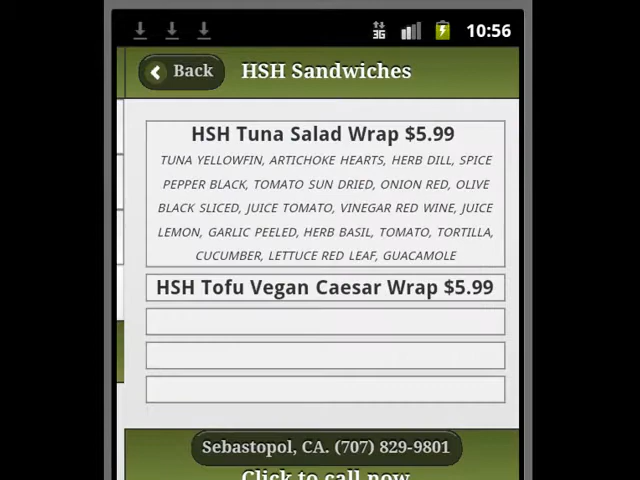 3G 10:56
Back HSH Sandwiches
HSH Tuna Salad Wrap $5.99
TUNA YELLOWFIN, ARTICHOKE HEARTS, HERB DILL, SPICE
PEPPER BLACK, TOMATO SUN DRIED, ONION RED, OLIVE
BLACK SLICED, JUICE TOMATO, VINEGAR RED WINE, JUICE
LEMON, GARLIC PEELED, HERB BASIL, TOMATO, TORTILLA,
CUCUMBER, LETTUCE RED LEAF, GUACAMOLE
HSH Tofu Vegan Caesar Wrap $5.99
Sebastopol, CA. (707) 829-9801
Click to call now